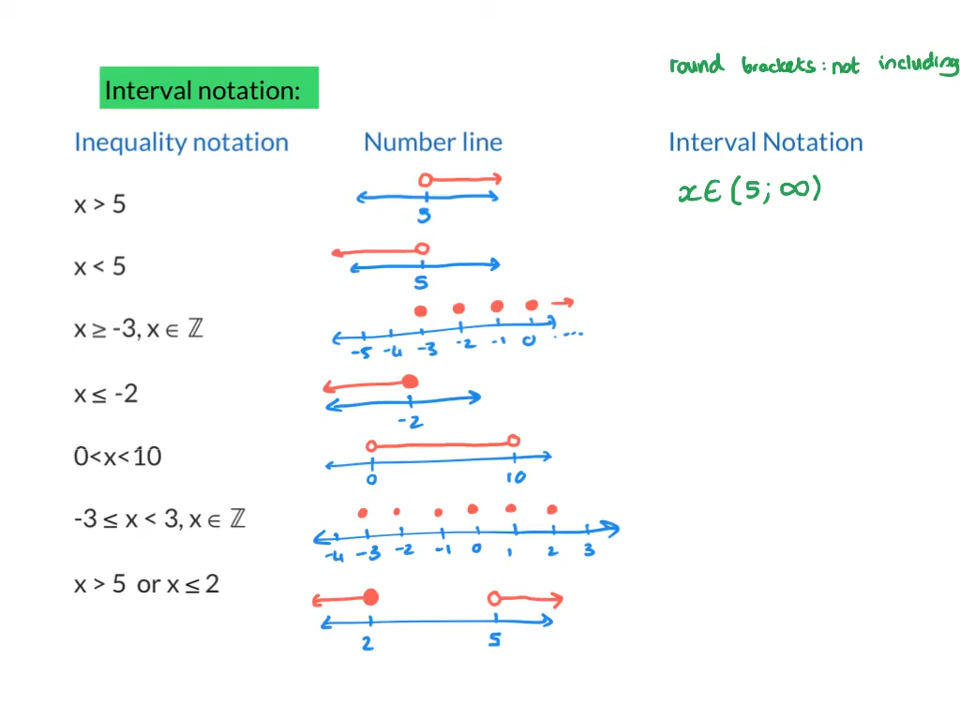 round brackets: not including
Interval notation:
Inequality notation Number line Interval Notation
x > 5
5
x ∈ (5; ∞)
x < 5
5
x ≥ -3, x ∈ ℤ
-5 -4 -3 -2 -1 0 ....
x ≤ -2
-2
0<x<10
0 10
-3 ≤ x < 3, x ∈ ℤ
-4 -3 -2 -1 0 1 2 3
x > 5 or x ≤ 2
2 5